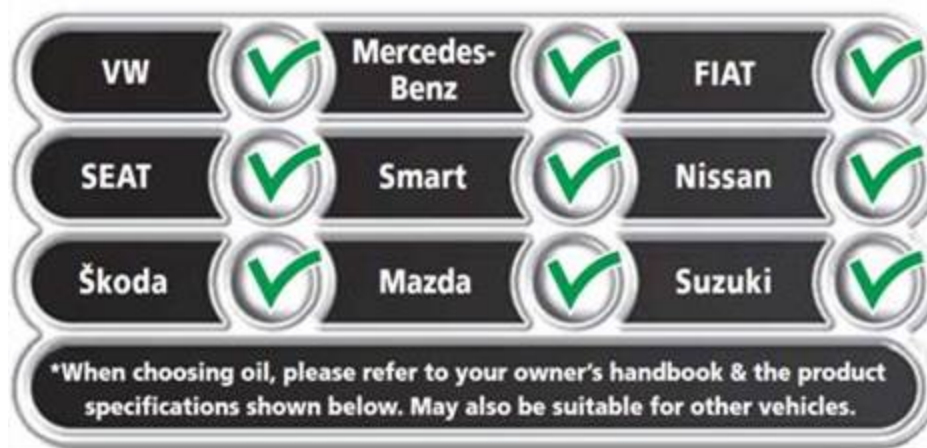 VW
Mercedes-
Benz
FIAT
SEAT
Smart
Nissan
Škoda
Mazda
Suzuki
*When choosing oil, please refer to your owner's handbook & the product
specifications shown below. May also be suitable for other vehicles.